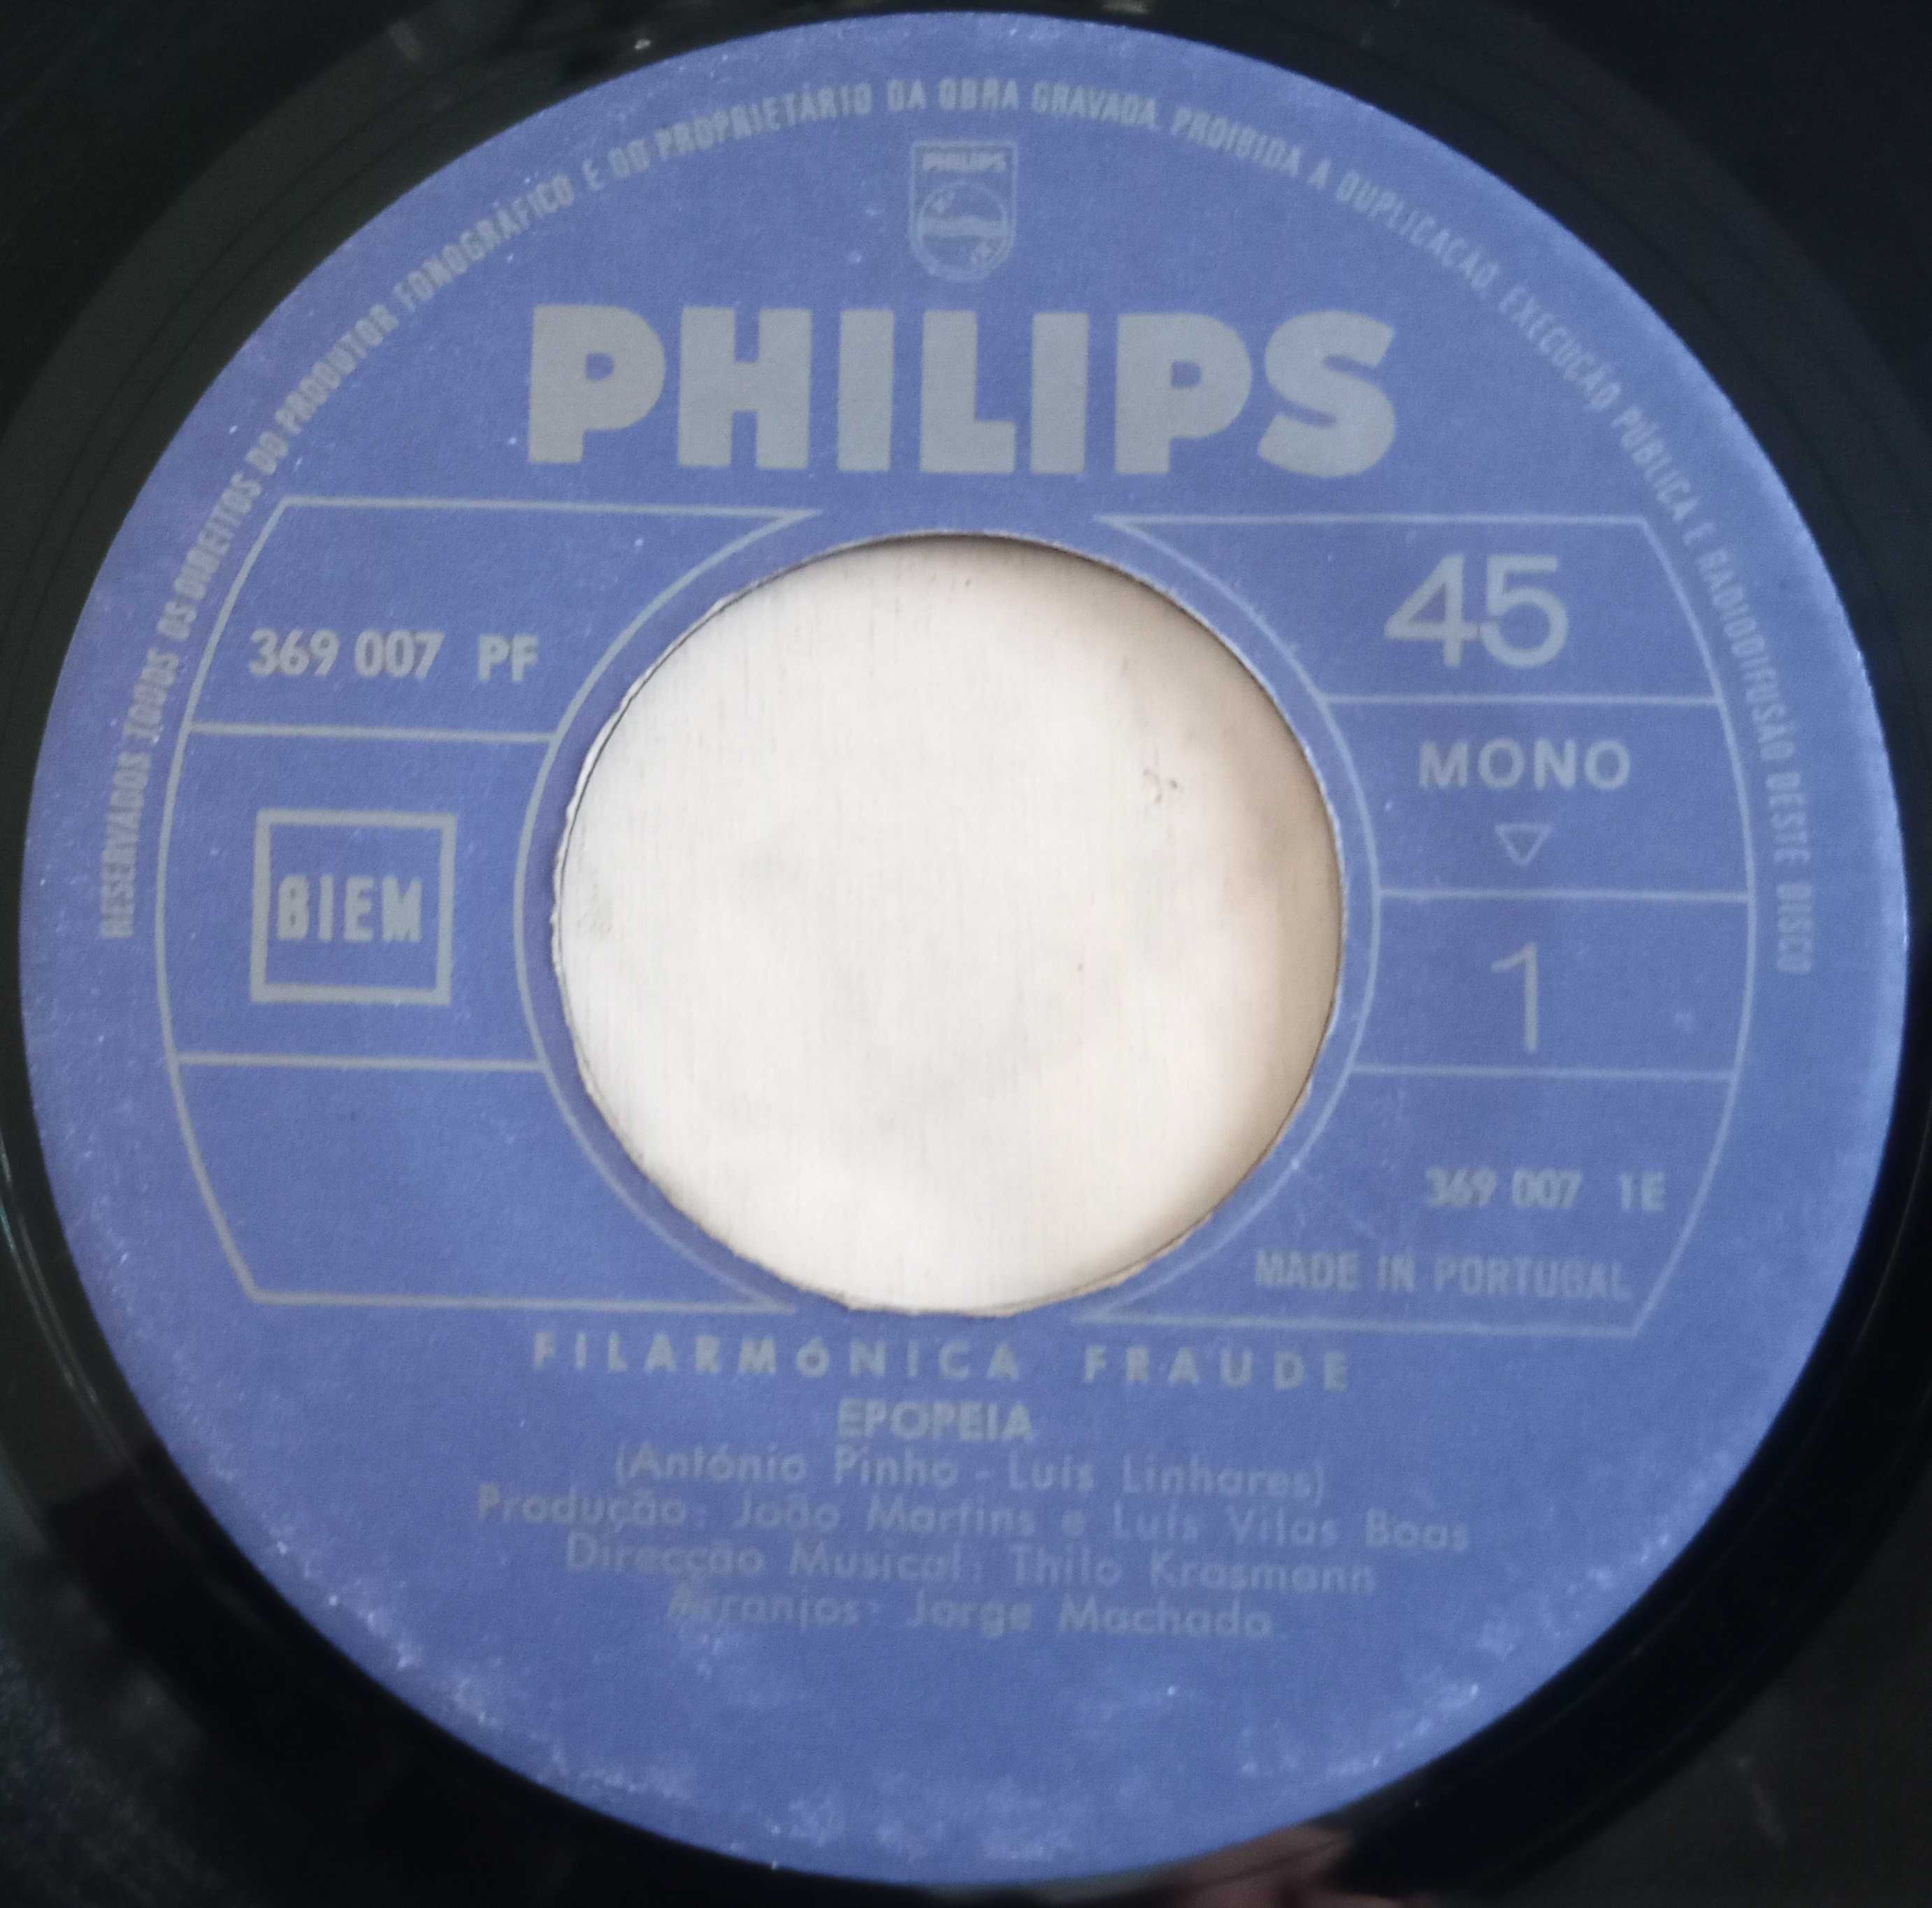 RESERVADOS TODOS OS DIREITOS DO PRODUTOR FONOGRÁFICO E DO PROPRIETÁRIO DA OBRA GRAVADA. PROIBIDA A DUPLICAÇÃO, EXECUÇÃO PÚBLICA E RADIODIFUSÃO DESTE DISCO
PHILIPS
PHILIPS
369 007 PF
45
MONO
BIEM
1
369 007 1E
MADE IN PORTUGAL
FILARMÓNICA FRAUDE
EPOPEIA
(António Pinho - Luís Linhares)
Produção: João Martins e Luís Vilas Boas
Direcção Musical: Thilo Krasmann
Arranjos: Jorge Machado